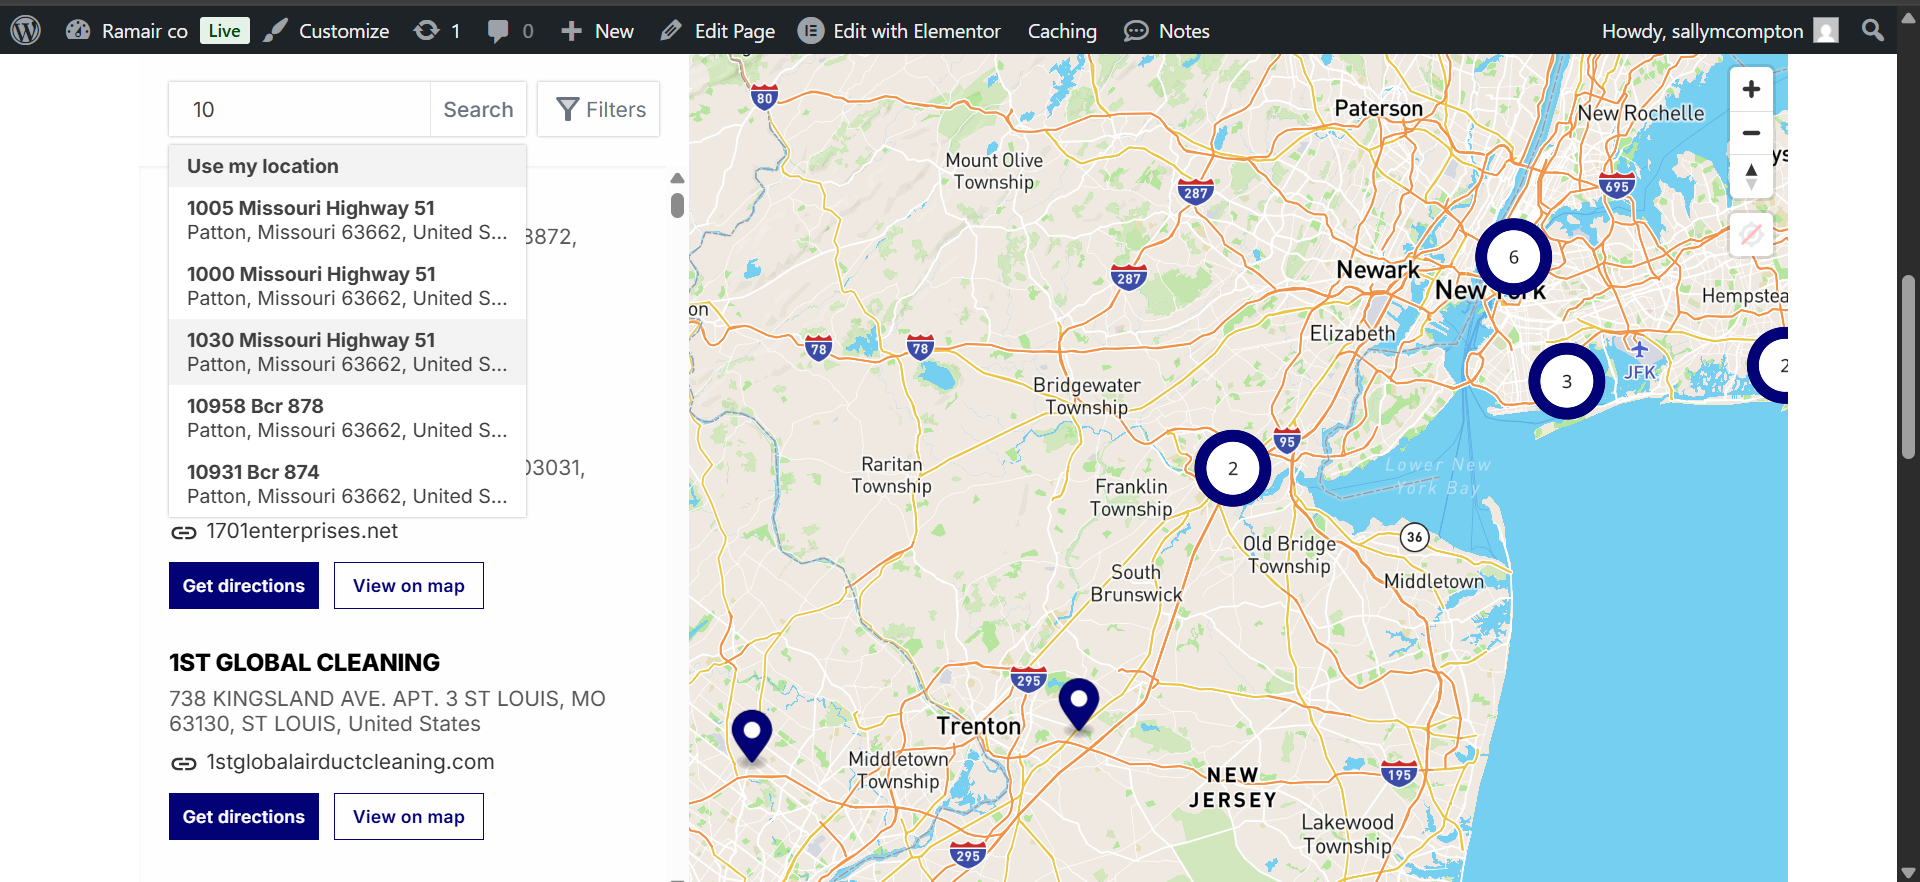 Ramair co
Live
Customize
1
0
New
Edit Page
Edit with Elementor
Caching
Notes
Howdy, sallymcompton
10
Search
Filters
Use my location
1005 Missouri Highway 51
Patton, Missouri 63662, United S...
1000 Missouri Highway 51
Patton, Missouri 63662, United S...
1030 Missouri Highway 51
Patton, Missouri 63662, United S...
10958 Bcr 878
Patton, Missouri 63662, United S...
10931 Bcr 874
Patton, Missouri 63662, United S...
3872,
03031,
1701enterprises.net
Get directions
View on map
1ST GLOBAL CLEANING
738 KINGSLAND AVE. APT. 3 ST LOUIS, MO
63130, ST LOUIS, United States
1stglobalairductcleaning.com
Get directions
View on map
80
Paterson
New Rochelle
Mount Olive
Township
287
695
6
287
Newark
New York
Hempstea
on
Elizabeth
78
78
JFK
2
3
Bridgewater
Township
95
2
Lower New
York Bay
Raritan
Township
Franklin
Township
36
Old Bridge
Township
South
Brunswick
Middletown
295
Trenton
Middletown
Township
NEW
JERSEY
195
Lakewood
Township
295